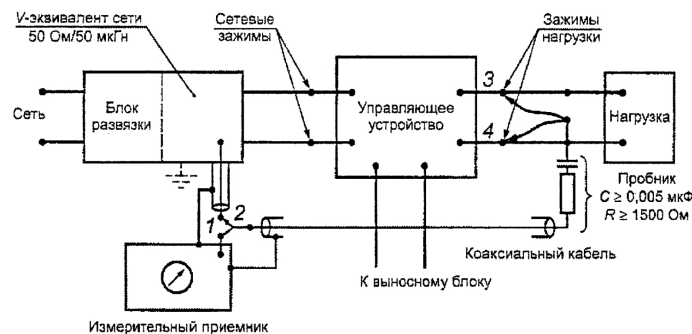 V-эквивалент сети
50 Ом/50 мкГн
Сетевые
зажимы
Зажимы
нагрузки
Сеть
Блок
развязки
Управляющее
устройство
3
4
Нагрузка
Пробник
C ≥ 0,005 мкФ
R ≥ 1500 Ом
1
2
Коаксиальный кабель
К выносному блоку
Измерительный приемник